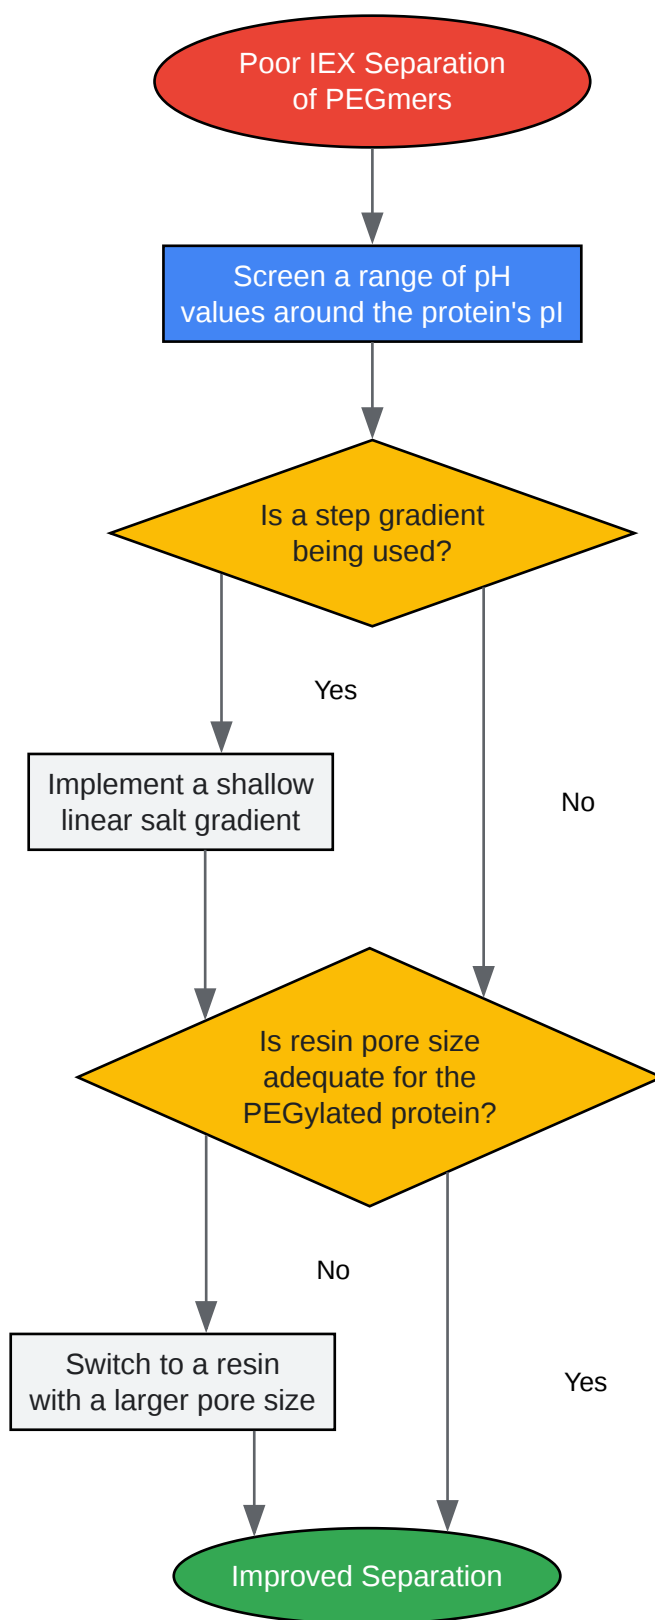 Poor IEX Separation
of PEGmers
Screen a range of pH
values around the protein's pI
Is a step gradient
being used?
Yes
Implement a shallow
linear salt gradient
No
Is resin pore size
adequate for the
PEGylated protein?
No
Switch to a resin
with a larger pore size
Yes
Improved Separation